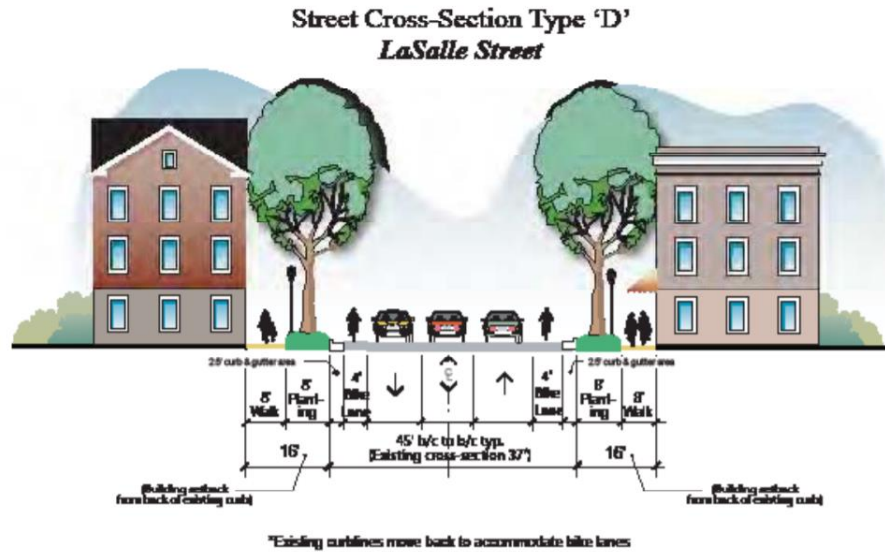 Street Cross-Section Type ‘D’
LaSalle Street
2.5' curb & gutter area
2.5' curb & gutter area
8'
Walk
8'
Plant-
ing
4'
Bike
Lane
4'
Bike
Lane
8'
Plant-
ing
8'
Walk
16'
45' b/c to b/c typ.
(Existing cross-section 37')
16'
(Building setback
from back of existing curb)
(Building setback
from back of existing curb)
*Existing curblines move back to accommodate bike lanes